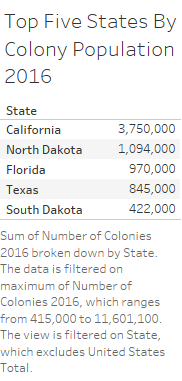 Top Five States By
Colony Population
2016
State
California 3,750,000
North Dakota 1,094,000
Florida 970,000
Texas 845,000
South Dakota 422,000
Sum of Number of Colonies
2016 broken down by State.
The data is filtered on
maximum of Number of
Colonies 2016, which ranges
from 415,000 to 11,601,100.
The view is filtered on State,
which excludes United States
Total.